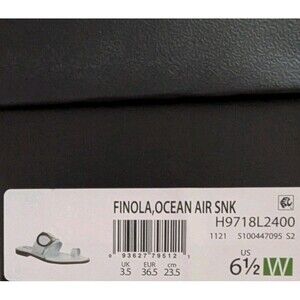 FINOLA,OCEAN AIR SNK
H9718L2400
1121 5100447095 S2
0 93627 79512 1
UK EUR cm
3.5 36.5 23.5
US
6½ W